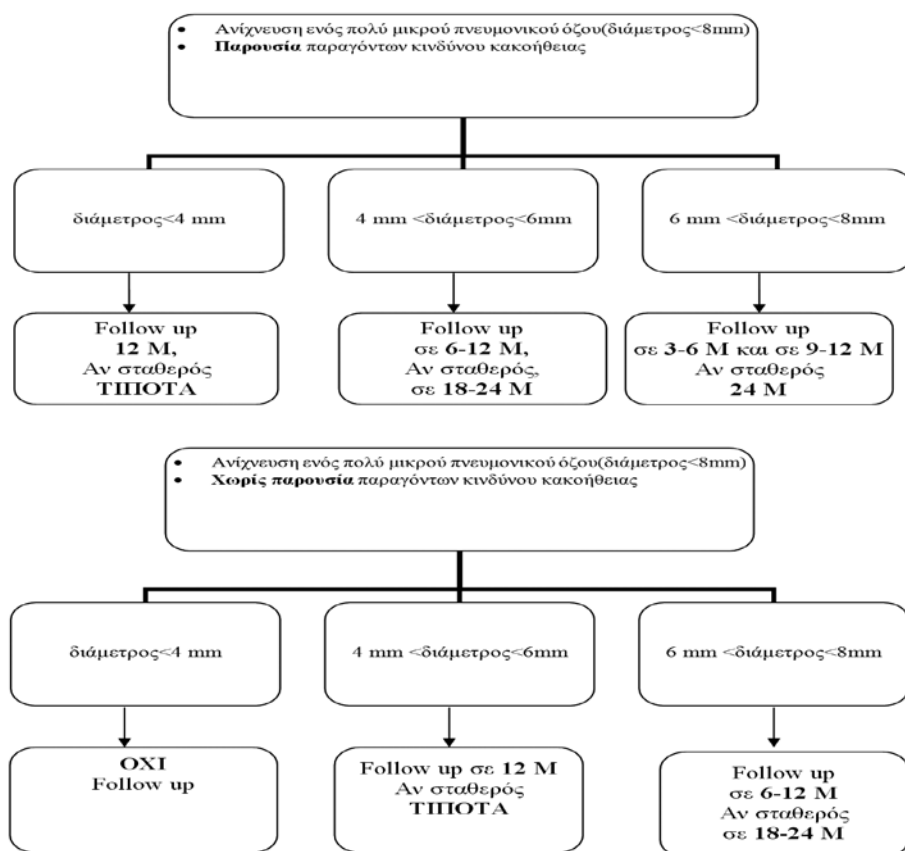 • Ανίχνευση ενός πολύ μικρού πνευμονικού όζου(διάμετρος<8mm)
• Παρουσία παραγόντων κινδύνου κακοήθειας
διάμετρος<4 mm
4 mm <διάμετρος<6mm
6 mm <διάμετρος<8mm
Follow up
12 Μ,
Αν σταθερός
ΤΙΠΟΤΑ
Follow up
σε 6-12 Μ,
Αν σταθερός,
σε 18-24 Μ
Follow up
σε 3-6 Μ και σε 9-12 Μ
Αν σταθερός
24 Μ
• Ανίχνευση ενός πολύ μικρού πνευμονικού όζου(διάμετρος<8mm)
• Χωρίς παρουσία παραγόντων κινδύνου κακοήθειας
διάμετρος<4 mm
4 mm <διάμετρος<6mm
6 mm <διάμετρος<8mm
ΟΧΙ
Follow up
Follow up σε 12 Μ
Αν σταθερός
ΤΙΠΟΤΑ
Follow up
σε 6-12 Μ
Αν σταθερός
σε 18-24 Μ